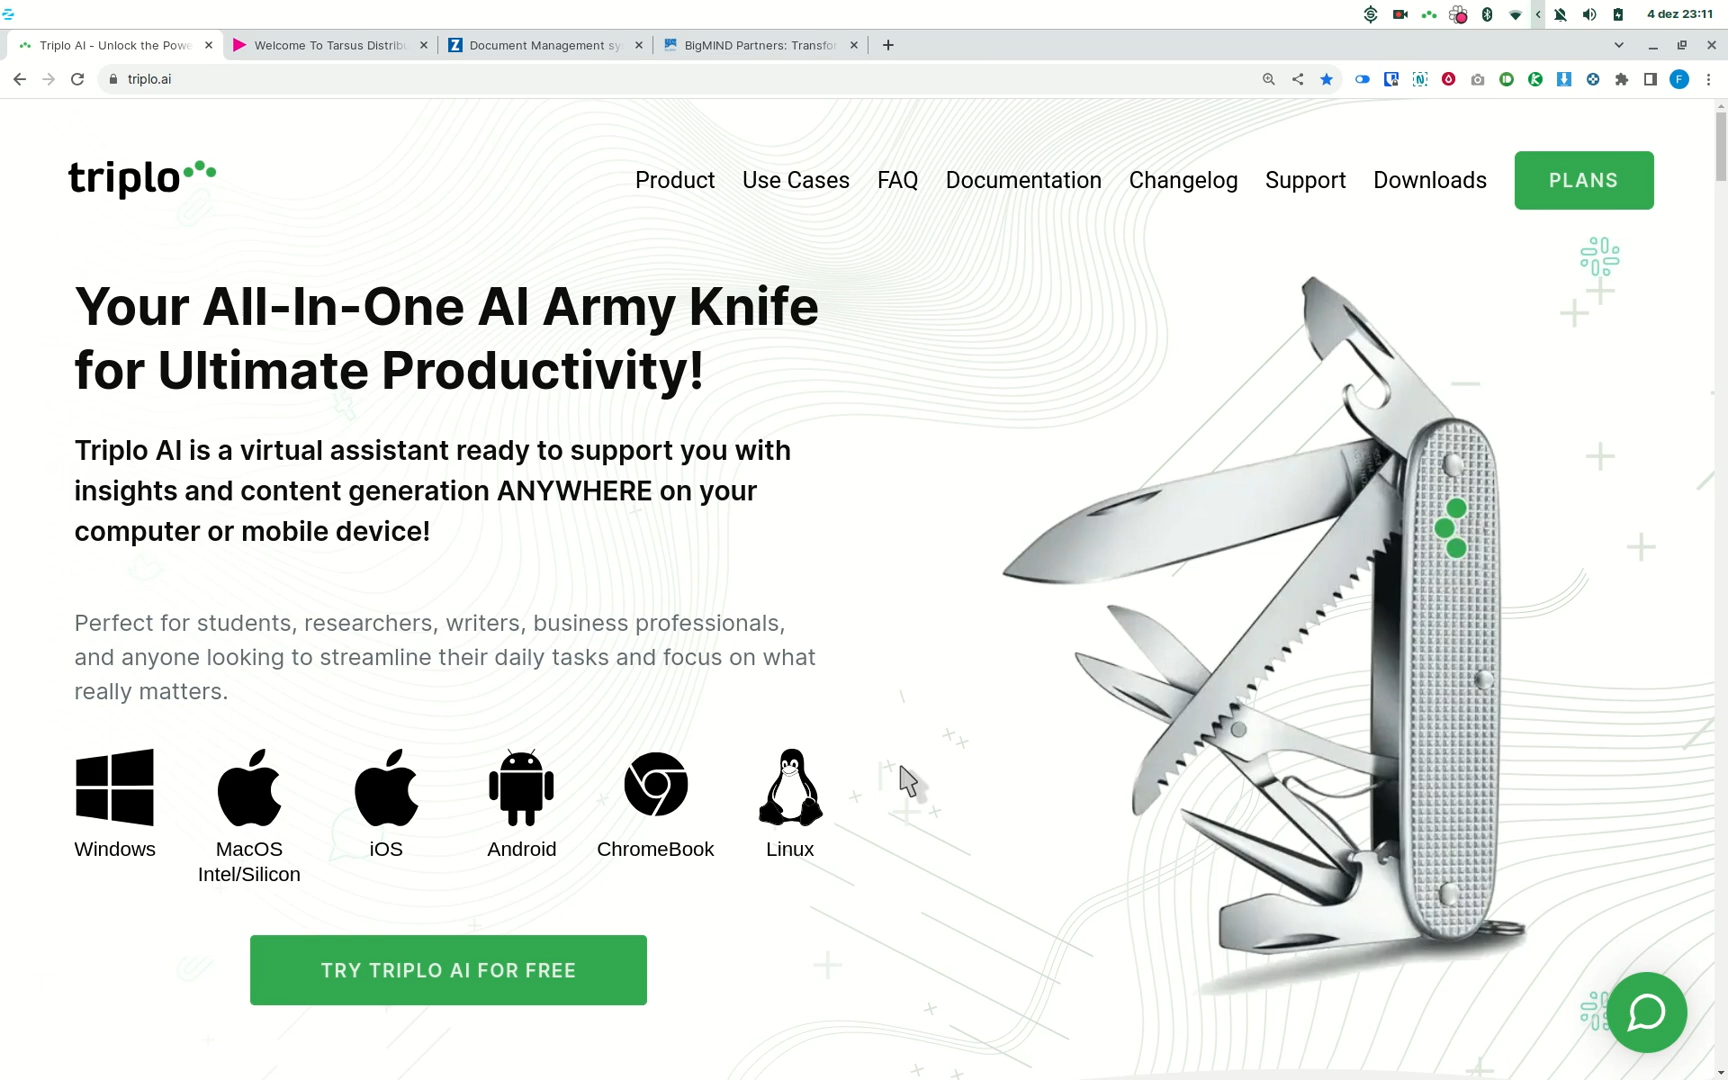 4 dez 23:11
Triplo AI - Unlock the Powe
Welcome To Tarsus Distribu
Document Management sy
BigMIND Partners: Transfor
triplo.ai
F
triplo
Product Use Cases FAQ Documentation Changelog Support Downloads PLANS
Your All-In-One AI Army Knife
for Ultimate Productivity!
Triplo AI is a virtual assistant ready to support you with
insights and content generation ANYWHERE on your
computer or mobile device!
Perfect for students, researchers, writers, business professionals,
and anyone looking to streamline their daily tasks and focus on what
really matters.
Windows MacOS iOS Android ChromeBook Linux
Intel/Silicon
TRY TRIPLO AI FOR FREE